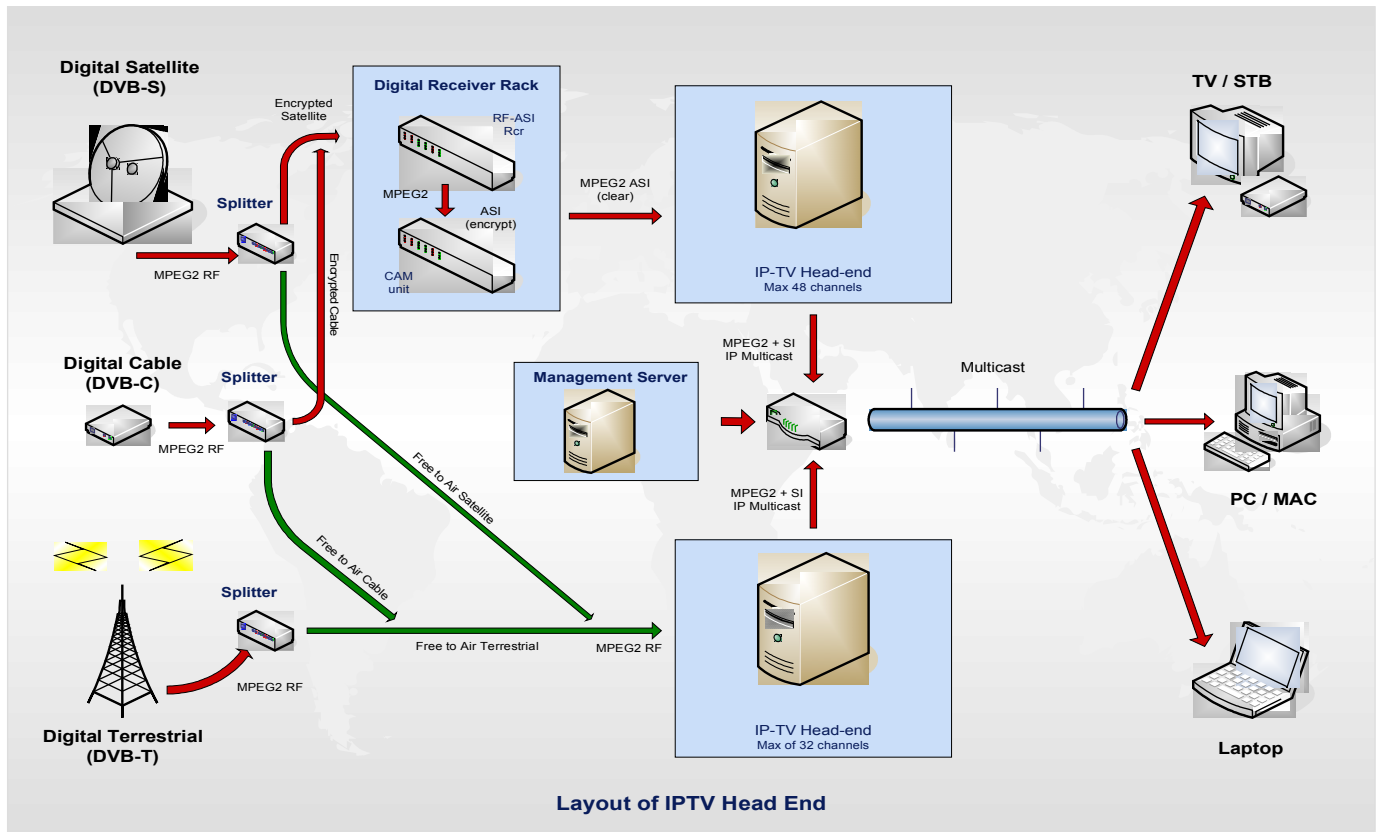 Digital Satellite
(DVB-S)
MPEG2 RF
Splitter
Encrypted
Satellite
Digital Receiver Rack
RF-ASI
Rcr
MPEG2
ASI
(encrypt)
CAM
unit
Encrypted Cable
MPEG2 ASI
(clear)
IP-TV Head-end
Max 48 channels
TV / STB
Digital Cable
(DVB-C)
MPEG2 RF
Splitter
Management Server
MPEG2 + SI
IP Multicast
Multicast
PC / MAC
MPEG2 + SI
IP Multicast
Free to Air Satellite
Free to Air Cable
Splitter
MPEG2 RF
Digital Terrestrial
(DVB-T)
Free to Air Terrestrial
MPEG2 RF
IP-TV Head-end
Max of 32 channels
Laptop
Layout of IPTV Head End